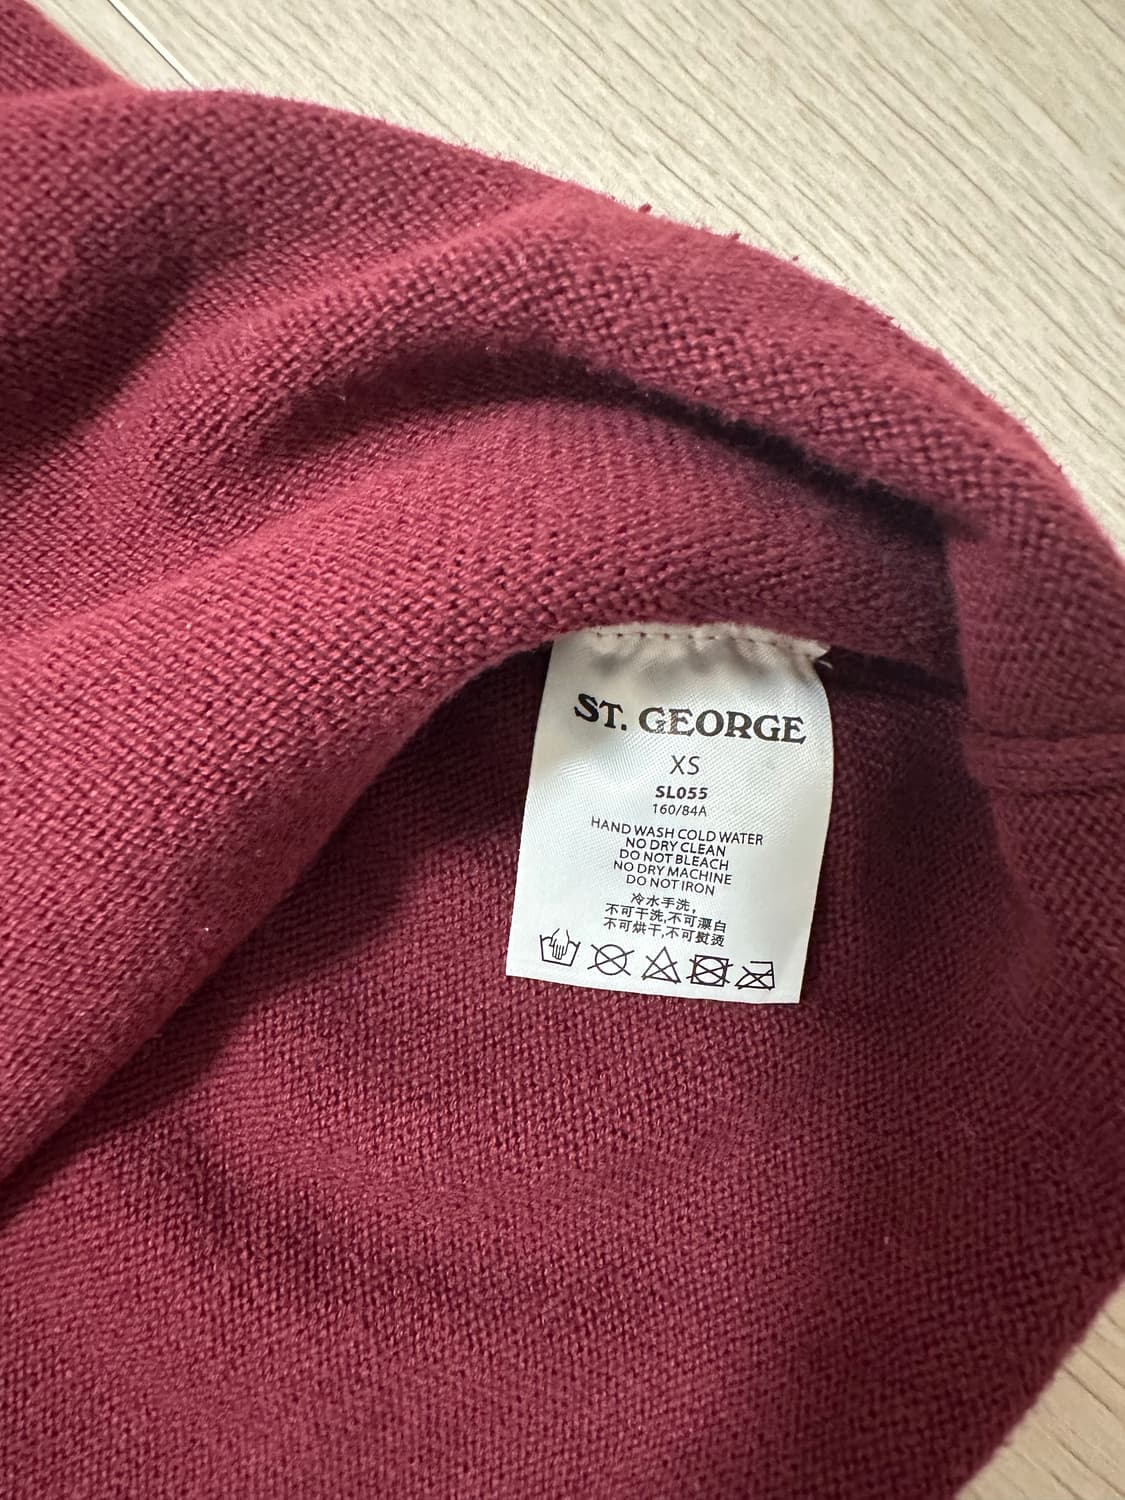 ST. GEORGE
XS
SL055
160/84A
HAND WASH COLD WATER
NO DRY CLEAN
DO NOT BLEACH
NO DRY MACHINE
DO NOT IRON
冷水手洗，
不可干洗,不可漂白
不可烘干,不可熨烫